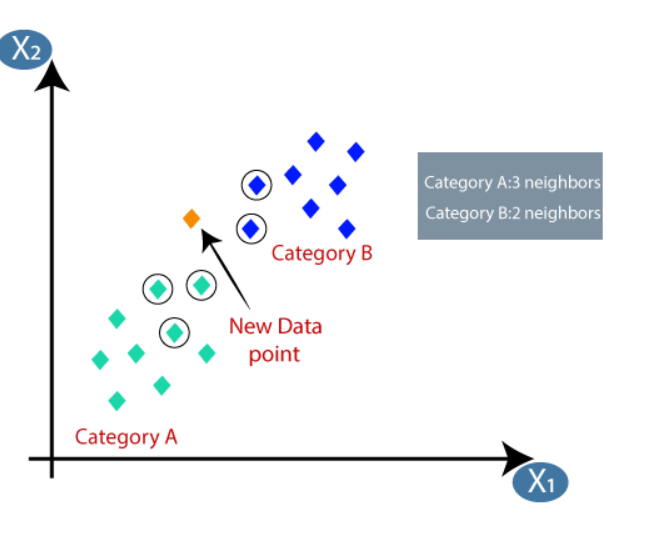 X2
Category A:3 neighbors
Category B:2 neighbors
Category B
New Data
point
Category A
X1